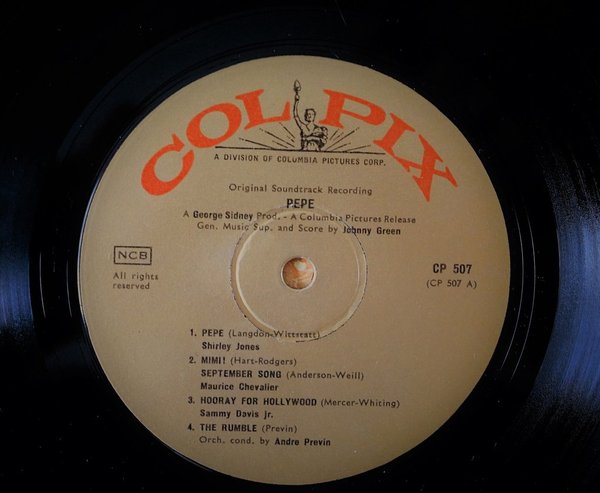 COLPIX
A DIVISION OF COLUMBIA PICTURES CORP.
Original Soundtrack Recording
PEPE
A George Sidney Prod. - A Columbia Pictures Release
Gen. Music Sup. and Score by Johnny Green
NCB
All rights
reserved
CP 507
(CP 507 A)
1. PEPE (Langdon-Wittstatt)
Shirley Jones
2. MIMI! (Hart-Rodgers)
SEPTEMBER SONG (Anderson-Weill)
Maurice Chevalier
3. HOORAY FOR HOLLYWOOD (Mercer-Whiting)
Sammy Davis Jr.
4. THE RUMBLE (Previn)
Orch. cond. by Andre Previn